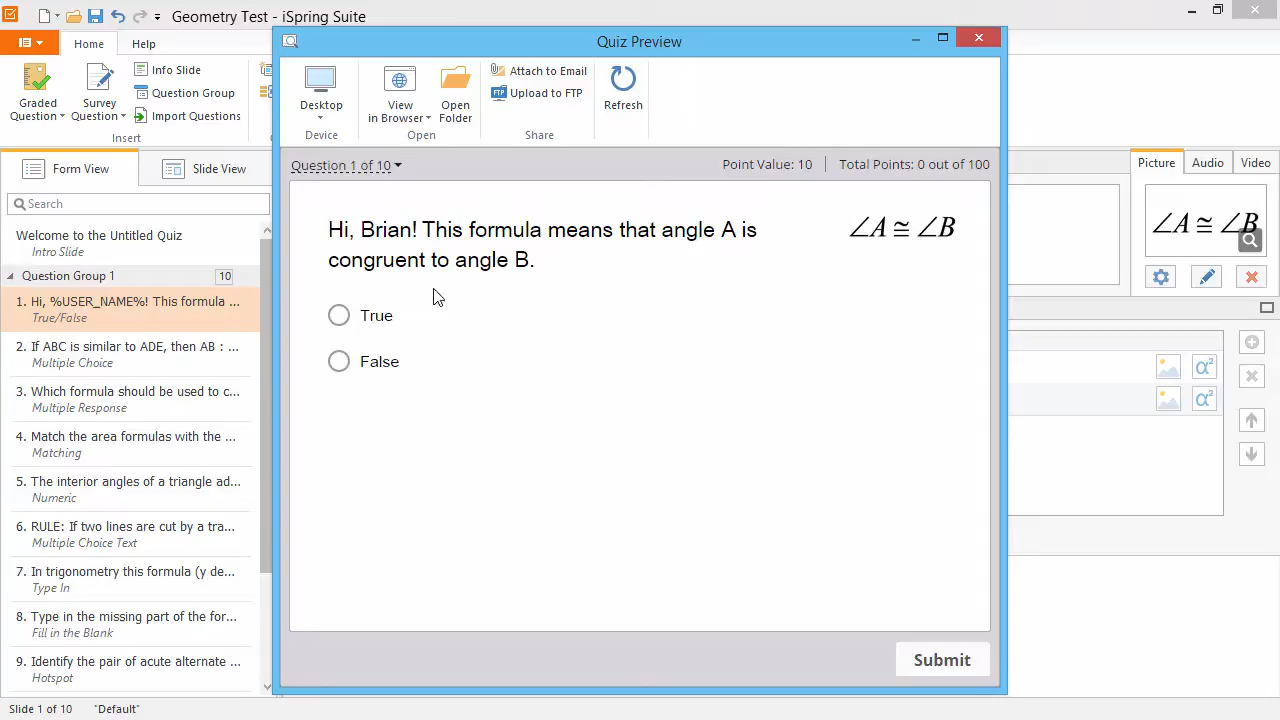 Geometry Test - iSpring Suite
Home
Help
Graded Question
Survey Question
Info Slide
Question Group
Import Questions
Insert
Form View
Slide View
Search
Welcome to the Untitled Quiz
Intro Slide
Question Group 1
10
1. Hi, %USER_NAME%! This formula ...
True/False
2. If ABC is similar to ADE, then AB : ...
Multiple Choice
3. Which formula should be used to c...
Multiple Response
4. Match the area formulas with the ...
Matching
5. The interior angles of a triangle ad...
Numeric
6. RULE: If two lines are cut by a tra...
Multiple Choice Text
7. In trigonometry this formula (y de...
Type In
8. Type in the missing part of the for...
Fill in the Blank
9. Identify the pair of acute alternate ...
Hotspot
Slide 1 of 10
"Default"
Quiz Preview
Desktop
Device
View in Browser
Open Folder
Open
Attach to Email
FTP Upload to FTP
Share
Refresh
Question 1 of 10
Point Value: 10
Total Points: 0 out of 100
Hi, Brian! This formula means that angle A is
congruent to angle B.
∠A ≅ ∠B
True
False
Submit
Picture
Audio
Video
∠A ≅ ∠B
α²
α²